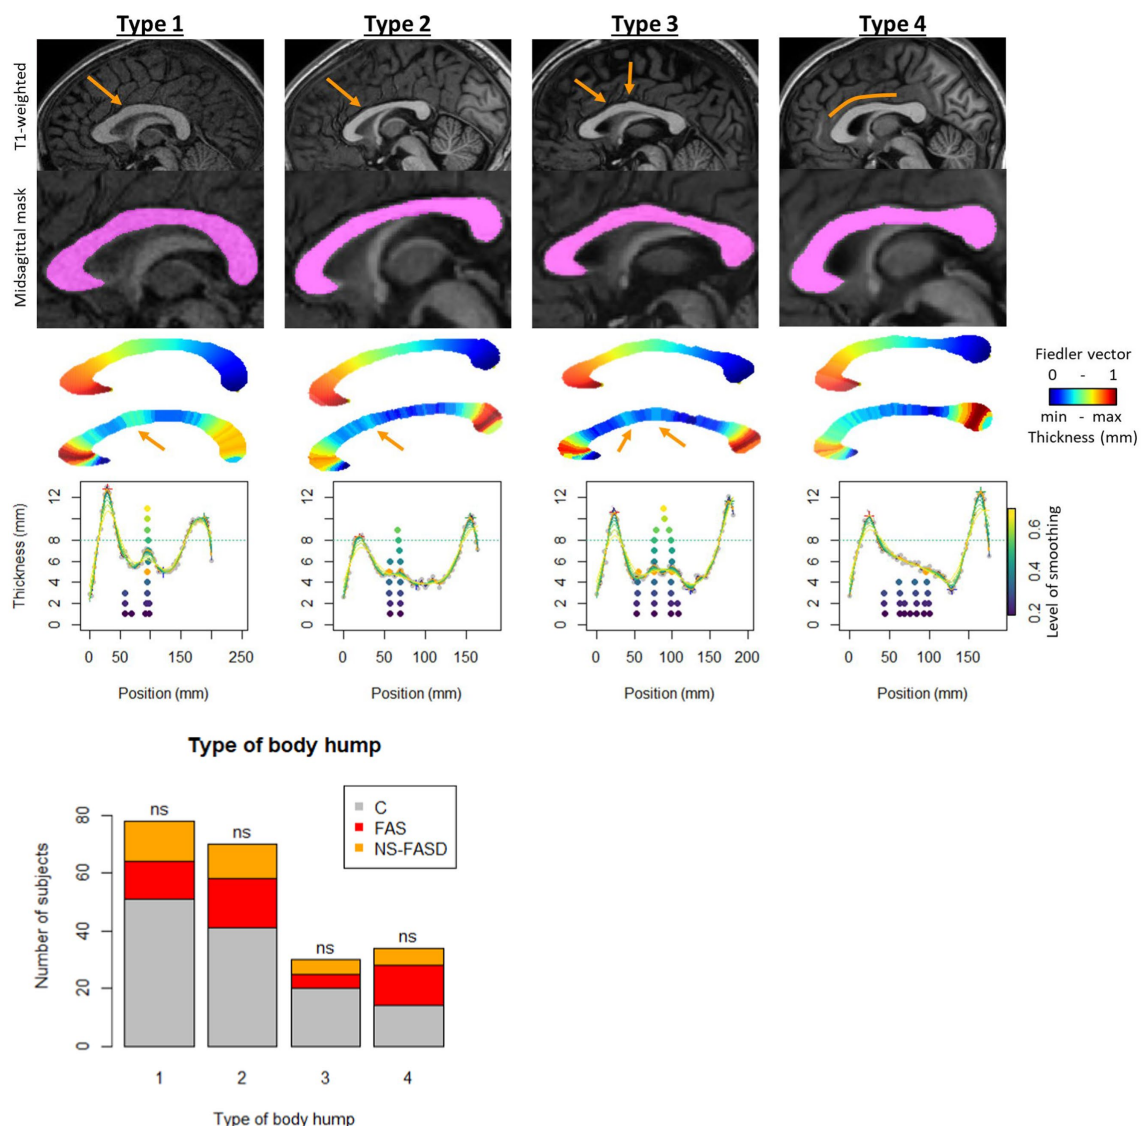 Type 1 Type 2 Type 3 Type 4
T1-weighted
Midsagittal mask
Fiedler vector
0 - 1
min - max
Thickness (mm)
Thickness (mm)
12
8
6
4
2
0
0 50 150 250
Position (mm)
12
8
6
4
2
0
0 50 100 150
Position (mm)
12
8
6
4
2
0
0 50 100 150 200
Position (mm)
12
8
6
4
2
0
0 50 100 150
Position (mm)
0.6
0.4
0.2
Level of smoothing
Type of body hump
C
FAS
NS-FASD
Number of subjects
80
60
40
20
0
ns ns ns ns
1 2 3 4
Type of body hump